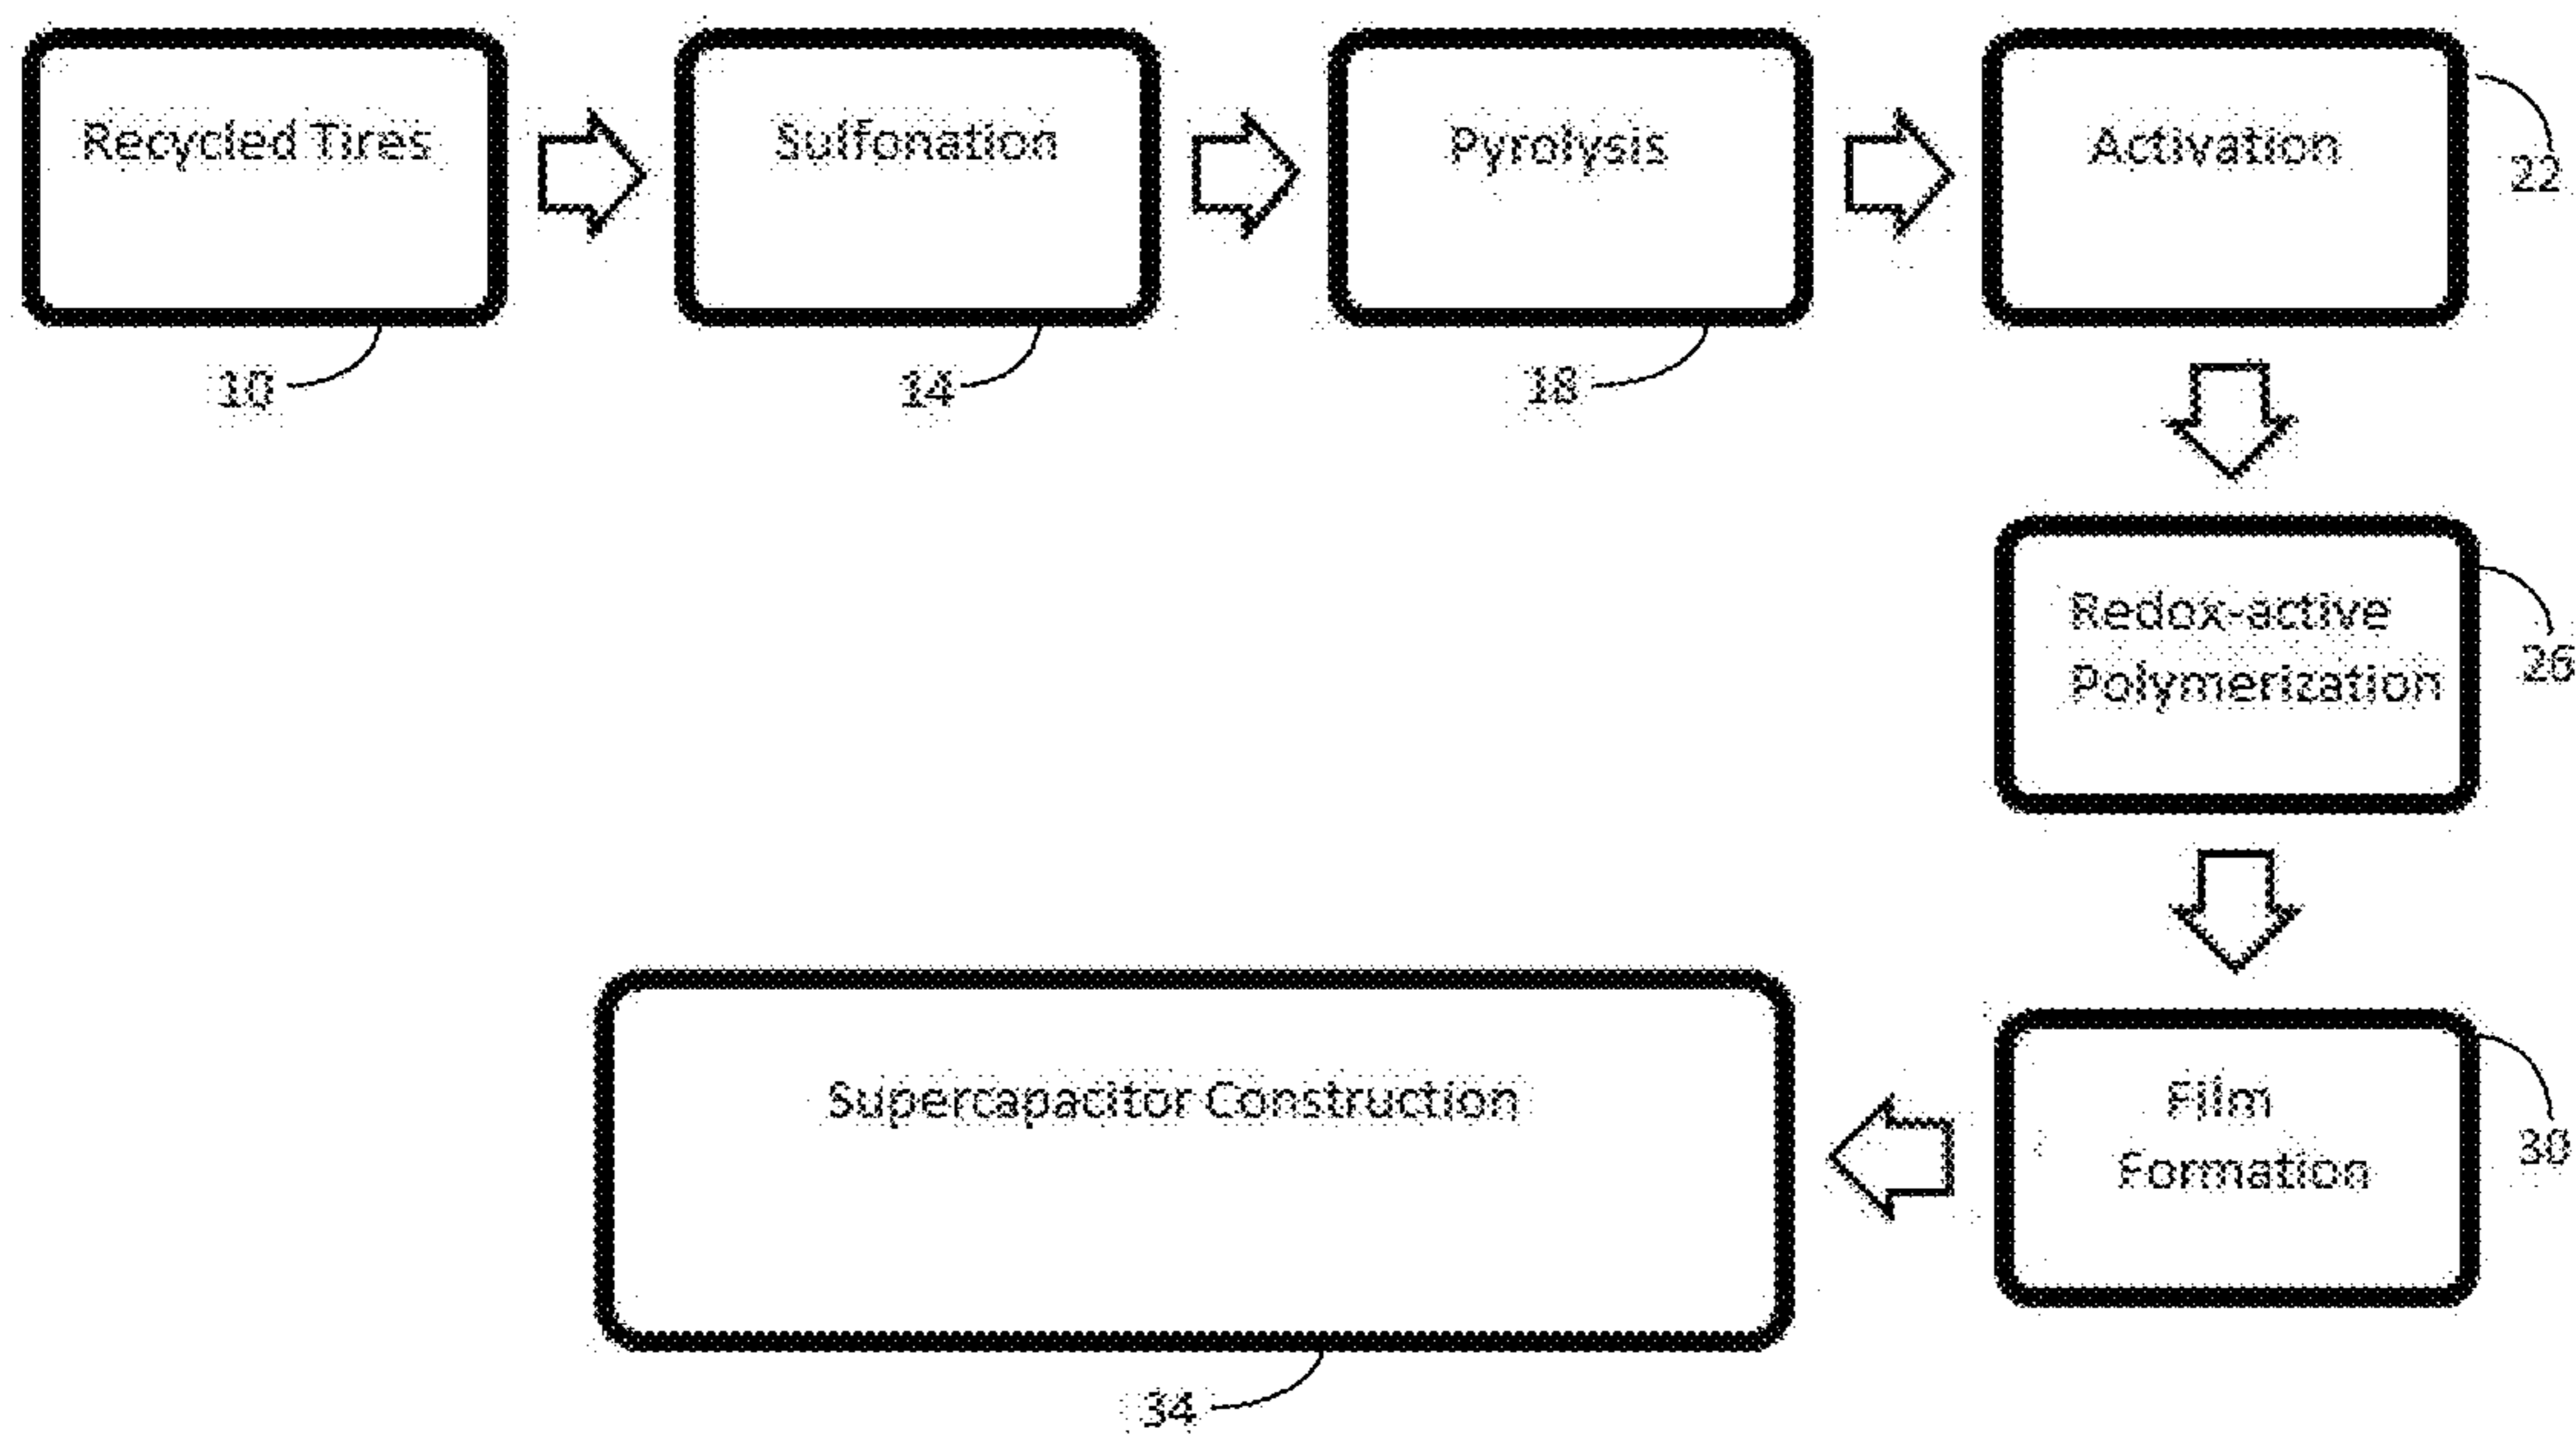 Recycled Tires
Sulfonation
Pyrolysis
Activation
22
10
14
18
Redox-active
Polymerization
26
Film
Formation
30
Supercapacitor Construction
34